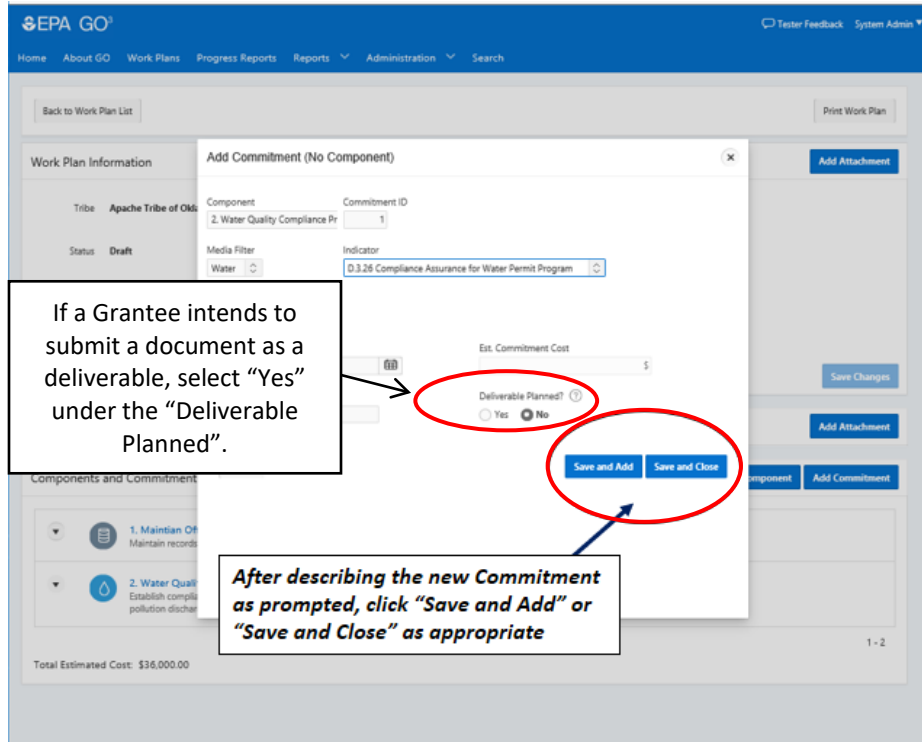 EPA GO³
Tester Feedback System Admin
Home About GO Work Plans Progress Reports Reports Administration Search
Back to Work Plan List
Print Work Plan
Work Plan Information
Add Attachment
Add Commitment (No Component)
Tribe Apache Tribe of Okla
Status Draft
Component
Commitment ID
2. Water Quality Compliance Pr
1
Media Filter
Indicator
Water
D.3.26 Compliance Assurance for Water Permit Program
If a Grantee intends to
submit a document as a
deliverable, select “Yes”
under the “Deliverable
Planned”.
Est. Commitment Cost
$
Deliverable Planned? ?
Yes No
Save Changes
Add Attachment
Save and Add Save and Close
Components and Commitment
omponent
Add Commitment
1. Maintian Of
Maintain records
2. Water Quali
Establish complia
pollution dischar
After describing the new Commitment
as prompted, click “Save and Add” or
“Save and Close” as appropriate
1 - 2
Total Estimated Cost: $36,000.00